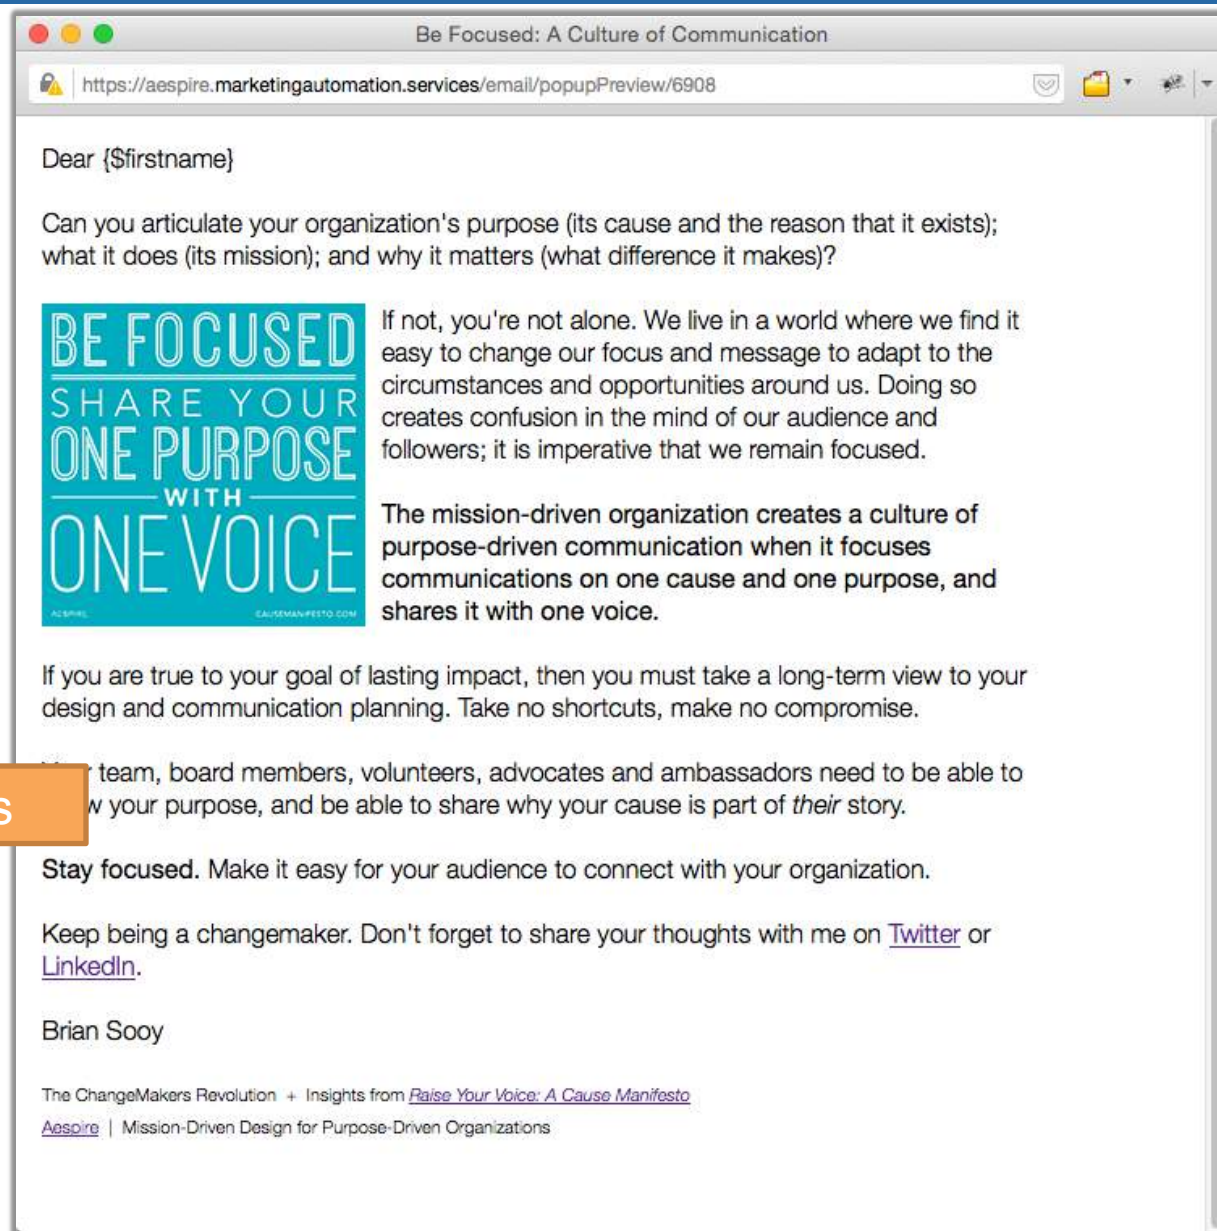 Be Focused: A Culture of Communication
https://aespire.marketingautomation.services/email/popupPreview/6908
Dear {$firstname}
Can you articulate your organization's purpose (its cause and the reason that it exists);
what it does (its mission); and why it matters (what difference it makes)?
BE FOCUSED
SHARE YOUR
ONE PURPOSE
WITH
ONE VOICE
AESPIRE
CAUSEMANIFESTO.COM
If not, you're not alone. We live in a world where we find it
easy to change our focus and message to adapt to the
circumstances and opportunities around us. Doing so
creates confusion in the mind of our audience and
followers; it is imperative that we remain focused.
The mission-driven organization creates a culture of
purpose-driven communication when it focuses
communications on one cause and one purpose, and
shares it with one voice.
If you are true to your goal of lasting impact, then you must take a long-term view to your
design and communication planning. Take no shortcuts, make no compromise.
team, board members, volunteers, advocates and ambassadors need to be able to
your purpose, and be able to share why your cause is part of their story.
s
Stay focused. Make it easy for your audience to connect with your organization.
Keep being a changemaker. Don't forget to share your thoughts with me on Twitter or
LinkedIn.
Brian Sooy
The ChangeMakers Revolution + Insights from Raise Your Voice: A Cause Manifesto
Aespire | Mission-Driven Design for Purpose-Driven Organizations